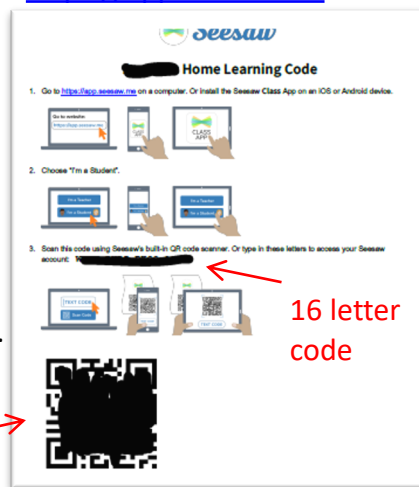 Seesaw
Home Learning Code
1. Go to https://app.seesaw.me on a computer. Or install the Seesaw Class App on an iOS or Android device.
Go to website:
https://app.seesaw.me
CLASS
APP
2. Choose "I'm a Student".
I'm a Teacher
I'm a Student
I'm a Teacher
I'm a Student
3. Scan this code using Seesaw's built-in QR code scanner. Or type in these letters to access your Seesaw
account:
TEXT CODE
Scan Code
TEXT CODE
16 letter
code